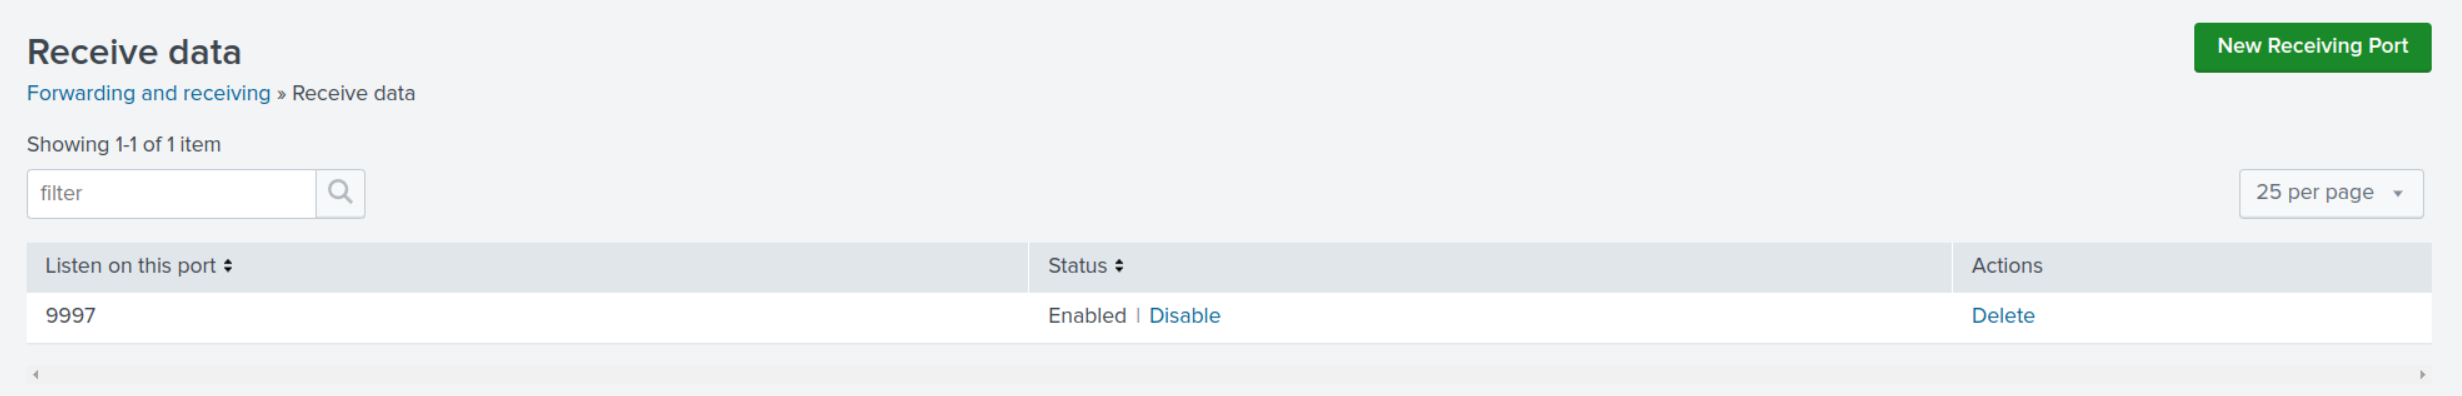 Receive data
New Receiving Port
Forwarding and receiving » Receive data
Showing 1-1 of 1 item
filter
25 per page
Listen on this port Status Actions
9997 Enabled | Disable Delete